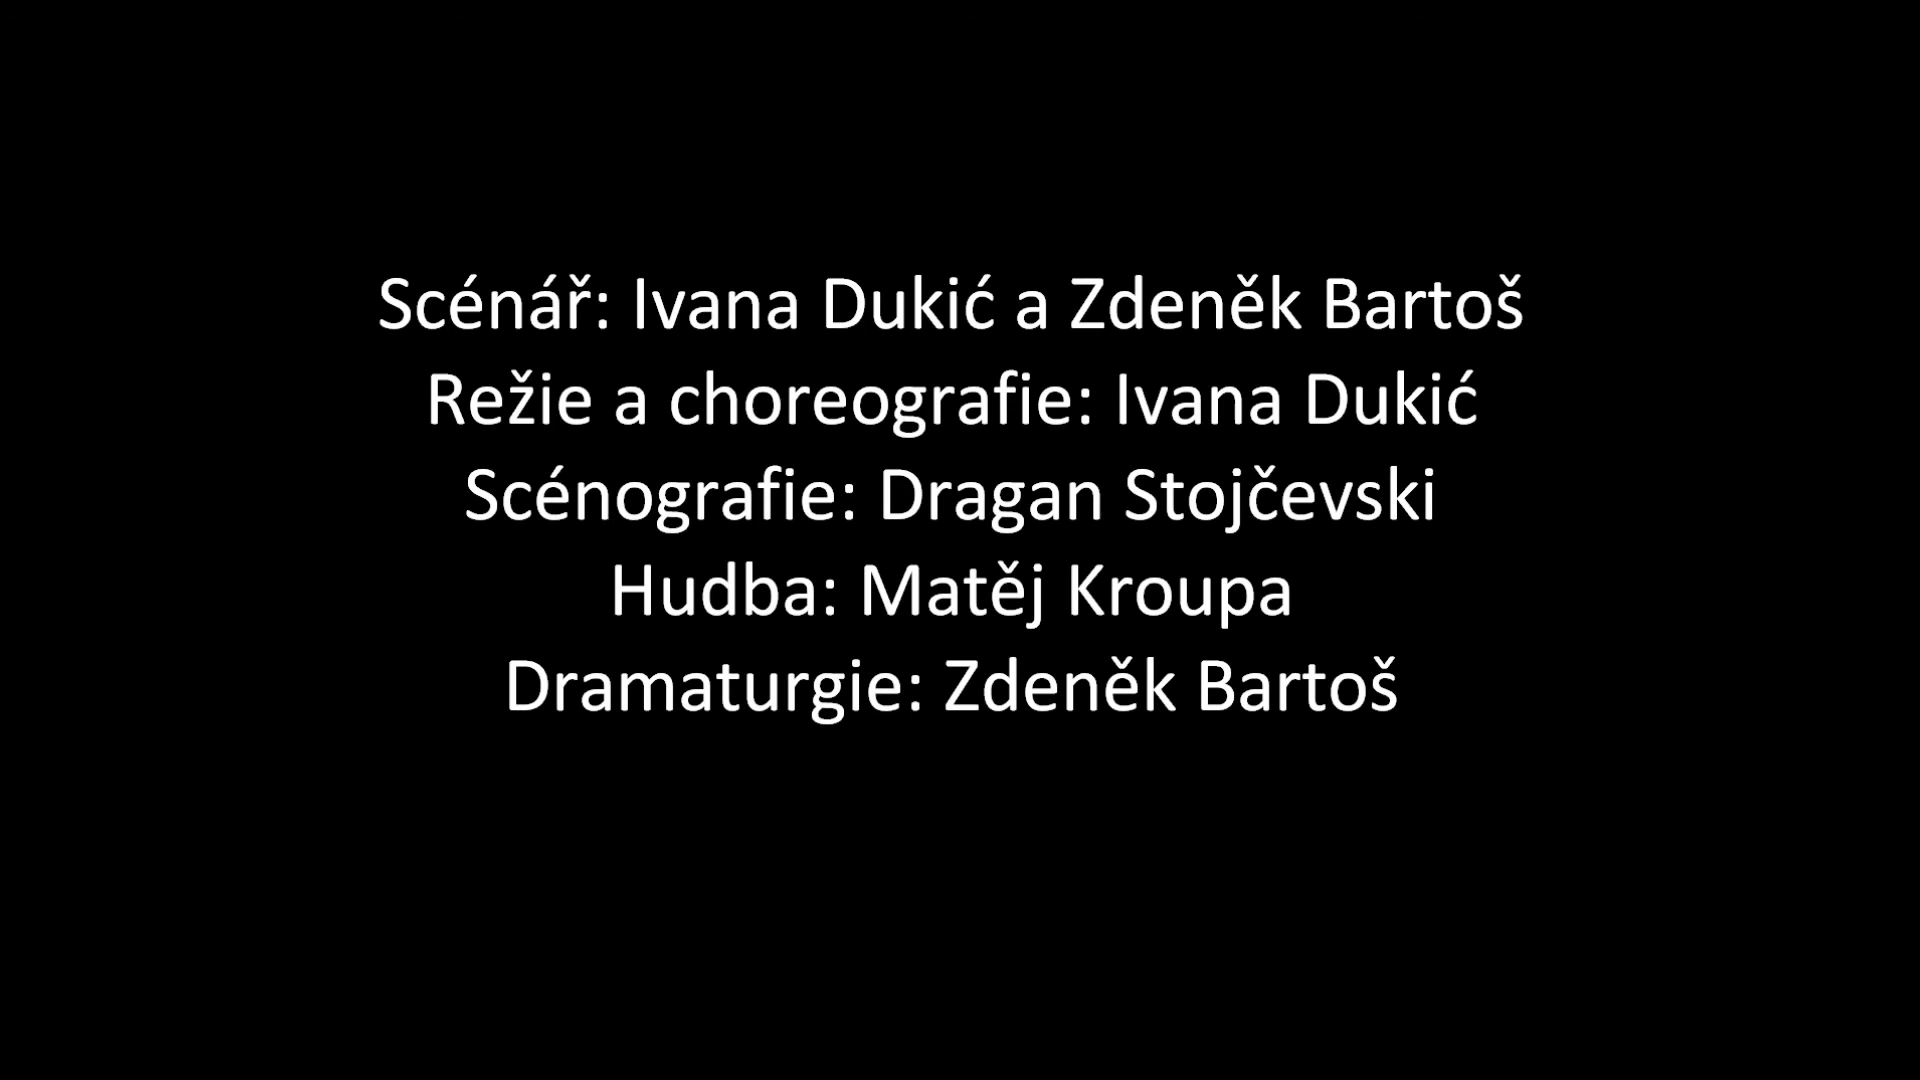 Scénář: Ivana Dukić a Zdeněk Bartoš
Režie a choreografie: Ivana Dukić
Scénografie: Dragan Stojčevski
Hudba: Matěj Kroupa
Dramaturgie: Zdeněk Bartoš